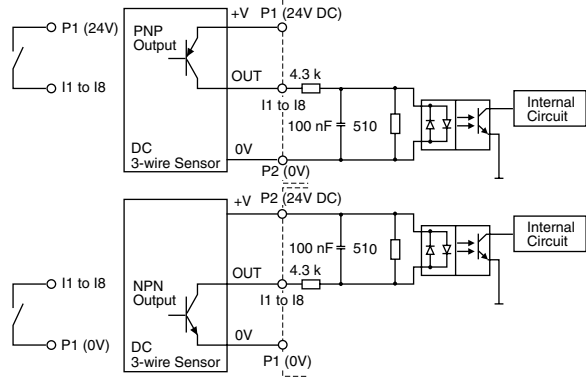 P1 (24V)
I1 to I8
PNP
Output
DC
3-wire Sensor
+V
P1 (24V DC)
OUT
4.3 k
I1 to I8
100 nF
510
0V
P2 (0V)
Internal
Circuit
I1 to I8
P1 (0V)
NPN
Output
DC
3-wire Sensor
+V
P2 (24V DC)
100 nF
510
OUT
4.3 k
I1 to I8
0V
P1 (0V)
Internal
Circuit